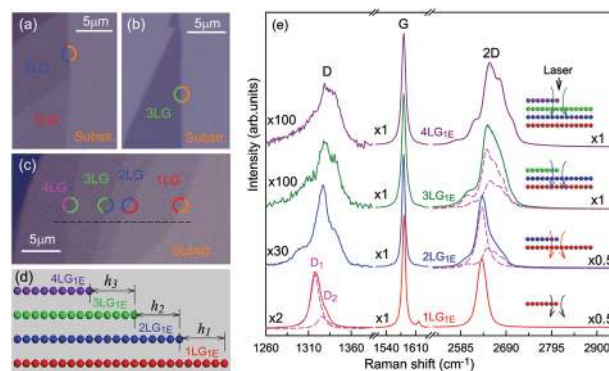 (a)
5μm
2LG
1LG
Substr.
(b)
5μm
3LG
Substr.
(c)
4LG
3LG
2LG
1LG
5μm
Substr.
(d)
4LG1E
h3
3LG1E
h2
2LG1E
h1
1LG1E
(e)
G
2D
D
Laser
x100
x1
4LG1E
x1
x100
x1
3LG1E
x1
x30
x1
2LG1E
x0.5
D1
D2
x2
x1
1LG1E
x0.5
1260 1310 1360 1540 1610 2585 2690 2795 2900
Raman shift (cm-1)
Intensity (arb.units)